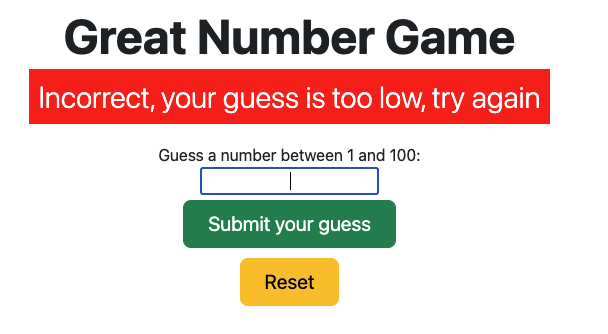 Great Number Game
Incorrect, your guess is too low, try again
Guess a number between 1 and 100:
Submit your guess
Reset